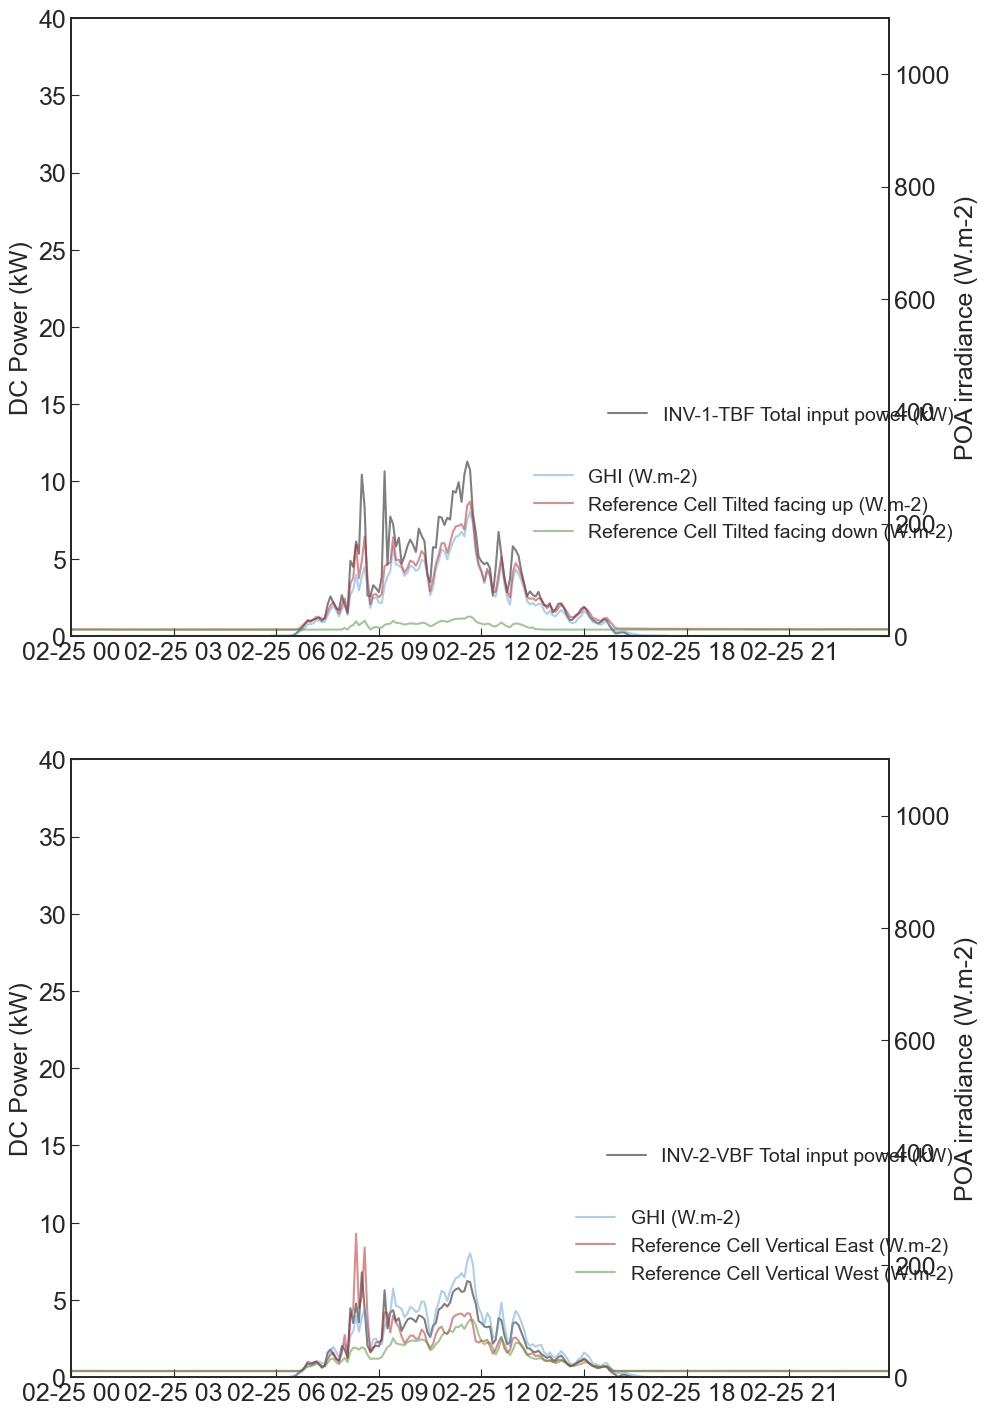 40
35
30
25
20
15
10
5
0
DC Power (kW)
1000
800
600
400
200
0
POA irradiance (W.m-2)
INV-1-TBF Total input power (kW)
GHI (W.m-2)
Reference Cell Tilted facing up (W.m-2)
Reference Cell Tilted facing down (W.m-2)
02-25 00 02-25 03 02-25 06 02-25 09 02-25 12 02-25 15 02-25 18 02-25 21
40
35
30
25
20
15
10
5
0
DC Power (kW)
1000
800
600
400
200
0
POA irradiance (W.m-2)
INV-2-VBF Total input power (kW)
GHI (W.m-2)
Reference Cell Vertical East (W.m-2)
Reference Cell Vertical West (W.m-2)
02-25 00 02-25 03 02-25 06 02-25 09 02-25 12 02-25 15 02-25 18 02-25 21